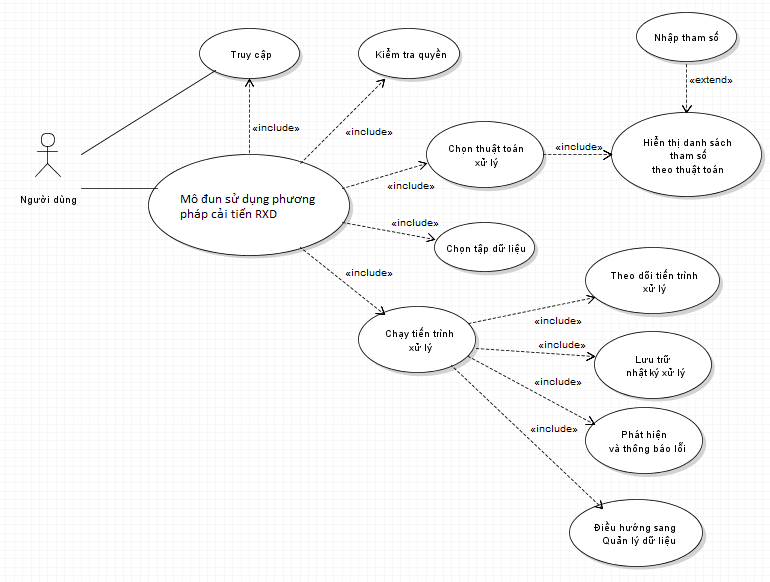 Truy cập
Kiểm tra quyền
Nhập tham số
«extend»
«include»
«include»
Chọn thuật toán
xử lý
«include»
Hiển thị danh sách
tham số
theo thuật toán
Người dùng
Mô đun sử dụng phương
pháp cải tiến RXD
«include»
«include»
Chọn tập dữ liệu
«include»
Theo dõi tiến trình
xử lý
Chạy tiến trình
xử lý
«include»
«include»
Lưu trữ
nhật ký xử lý
«include»
«include»
Phát hiện
và thông báo lỗi
Điều hướng sang
Quản lý dữ liệu